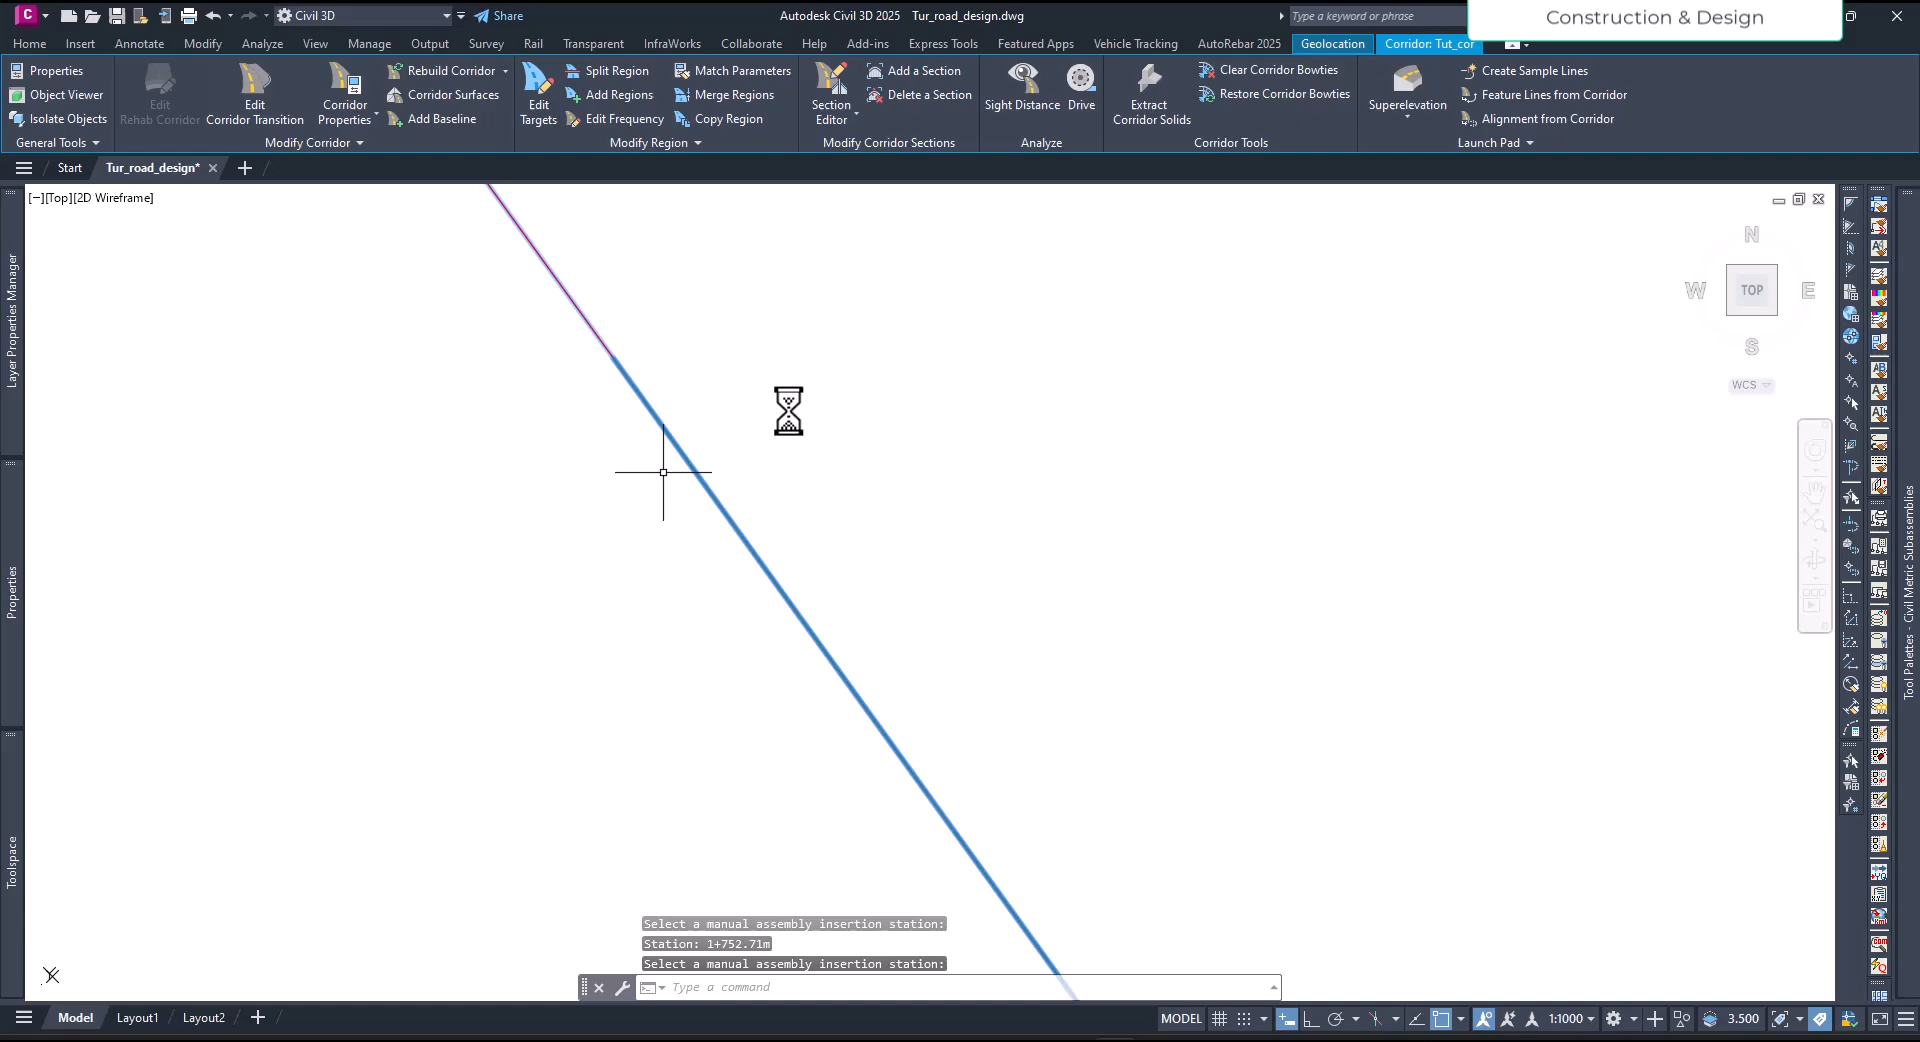 C
Civil 3D
Share
Autodesk Civil 3D 2025 Tur_road_design.dwg
Type a keyword or phrase
Construction & Design
Home
Insert
Annotate
Modify
Analyze
View
Manage
Output
Survey
Rail
Transparent
InfraWorks
Collaborate
Help
Add-ins
Express Tools
Featured Apps
Vehicle Tracking
AutoRebar 2025
Geolocation
Corridor: Tut_cor
Properties
Object Viewer
Isolate Objects
General Tools
Edit
Rehab Corridor
Edit
Corridor Transition
Corridor
Properties
Rebuild Corridor
Corridor Surfaces
Add Baseline
Modify Corridor
Edit
Targets
Split Region
Add Regions
Edit Frequency
Match Parameters
Merge Regions
Copy Region
Modify Region
Section
Editor
Add a Section
Delete a Section
Modify Corridor Sections
Sight Distance
Drive
Analyze
Extract
Corridor Solids
Clear Corridor Bowties
Restore Corridor Bowties
Corridor Tools
Superelevation
Create Sample Lines
Feature Lines from Corridor
Alignment from Corridor
Launch Pad
Start
Tur_road_design*
[−][Top][2D Wireframe]
N
W
TOP
E
S
WCS
Layer Properties Manager
Properties
Toolspace
Tool Palettes - Civil Metric Subassemblies
Select a manual assembly insertion station:
Station: 1+752.71m
Select a manual assembly insertion station:
Type a command
Y
X
Model
Layout1
Layout2
MODEL
1:1000
3.500